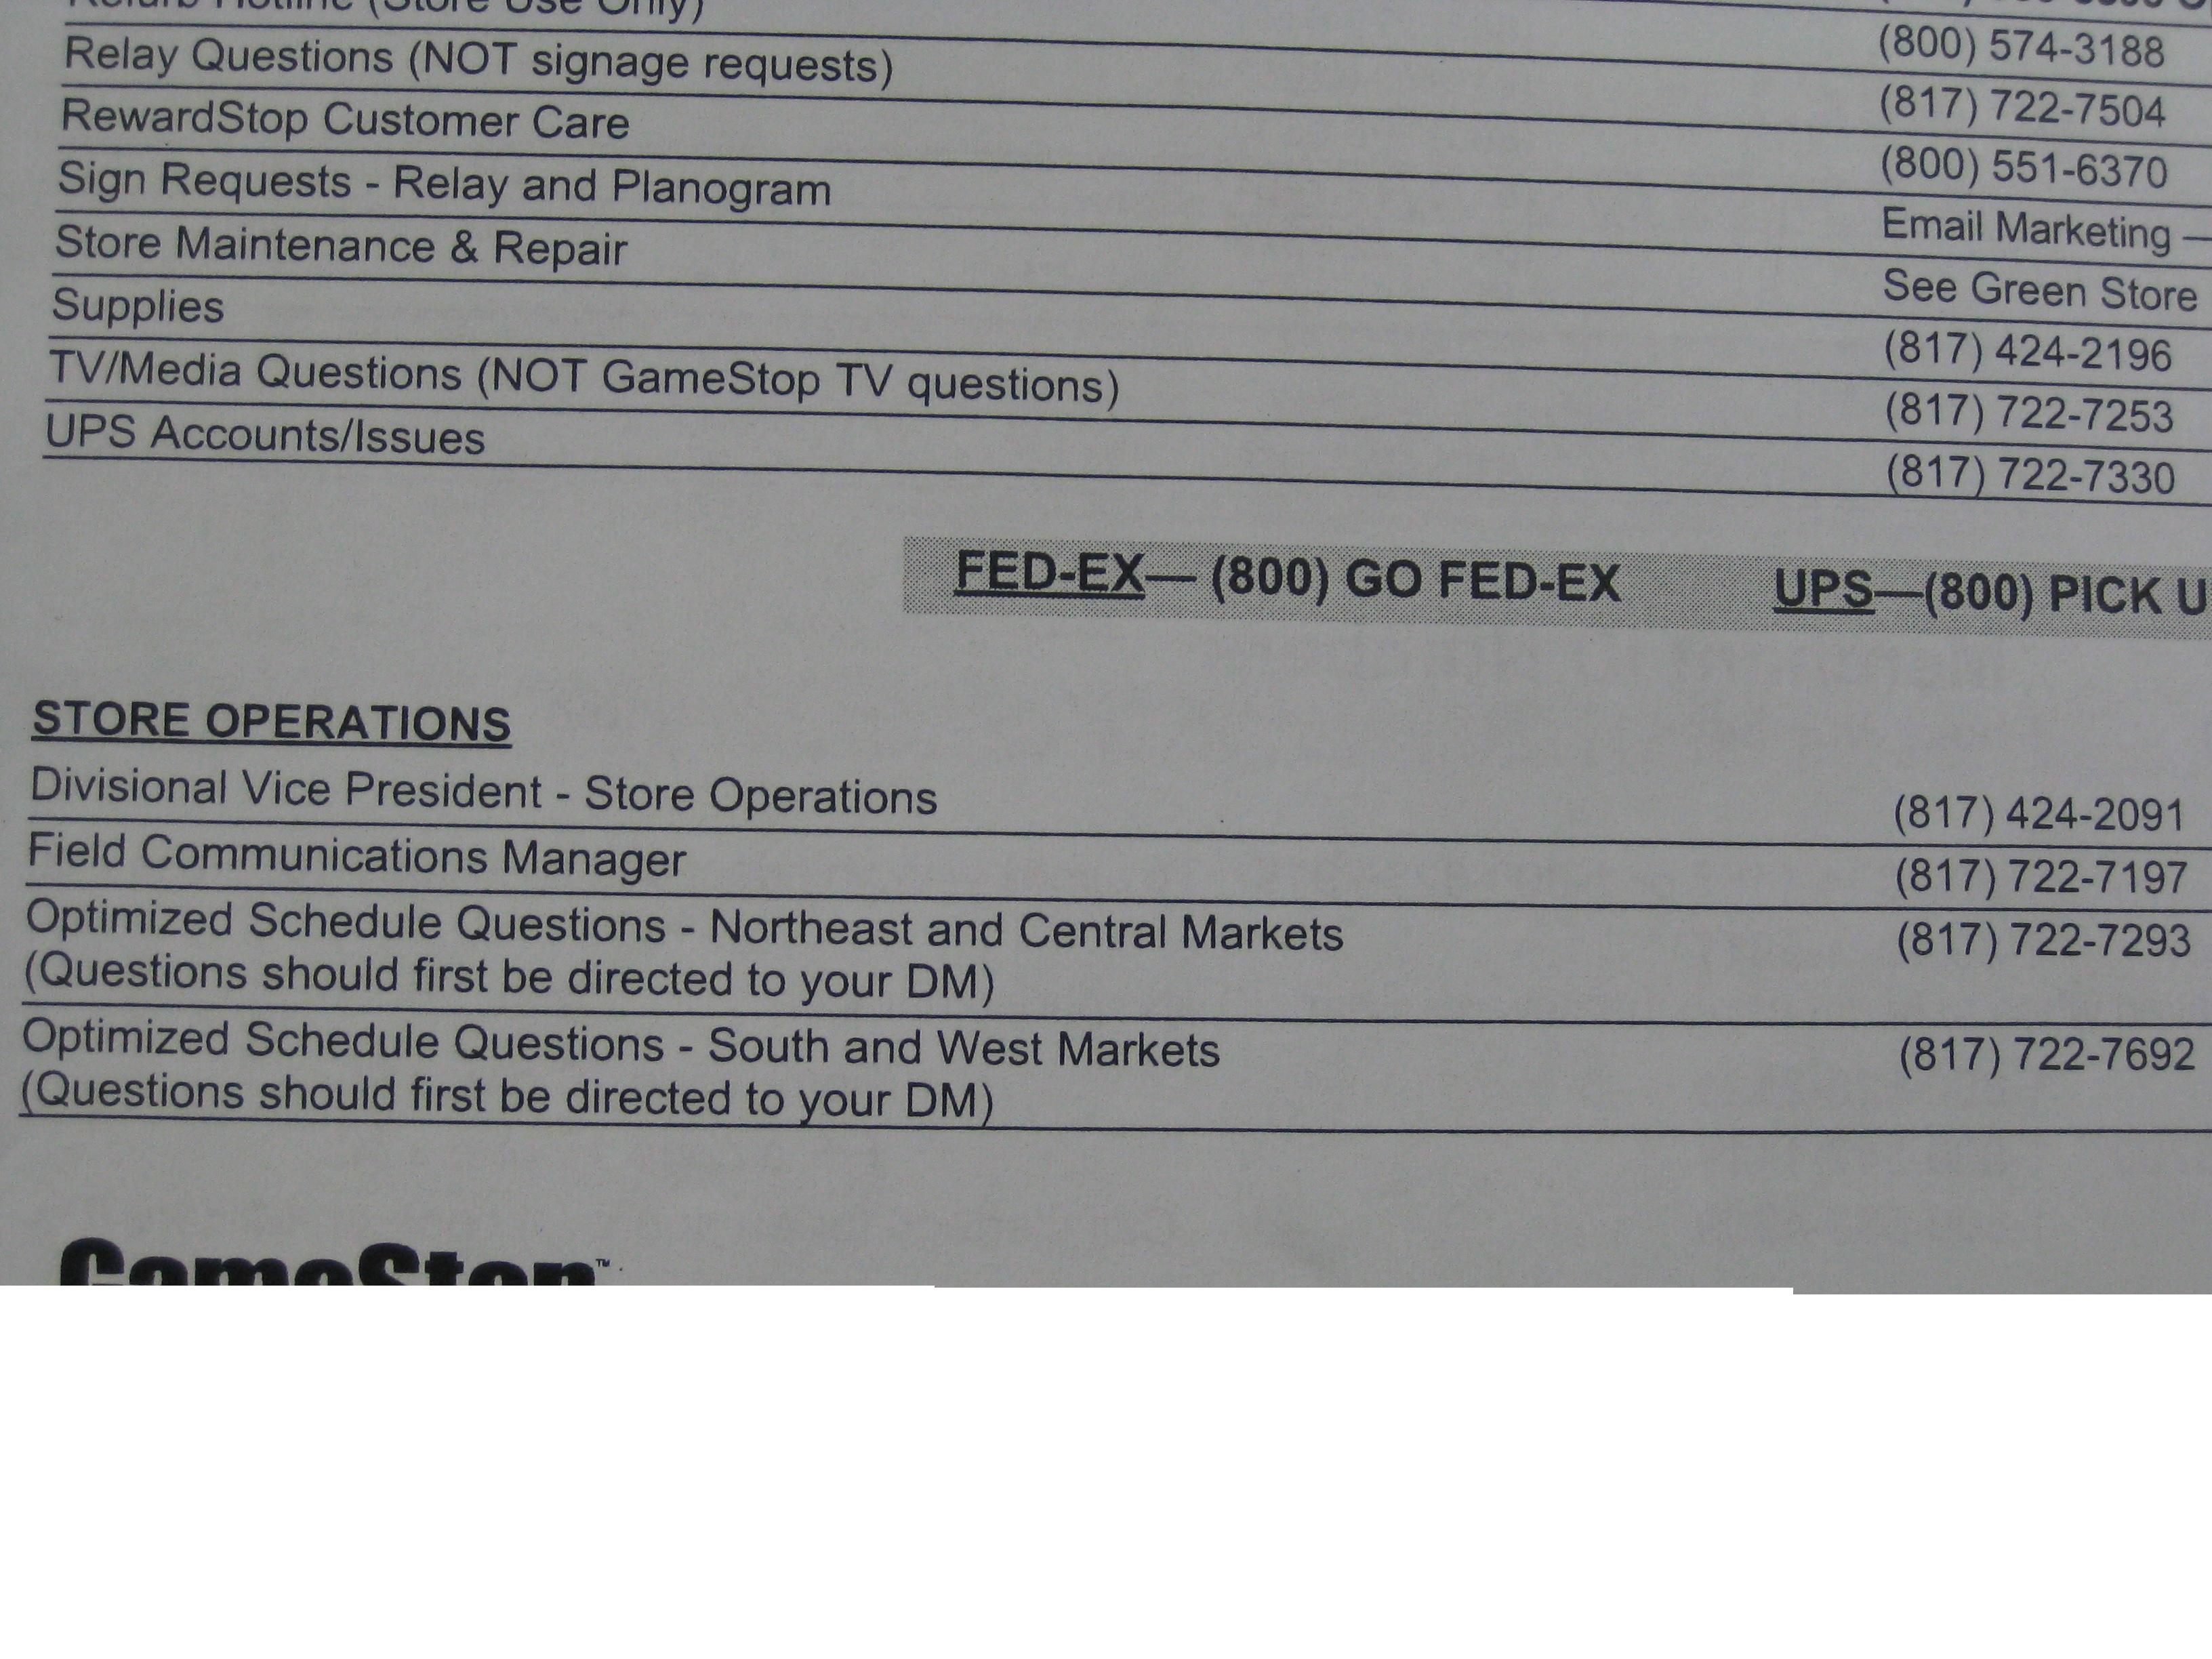 Hotline (Store Use Only)
(800) 574-3188
Relay Questions (NOT signage requests) (817) 722-7504
RewardStop Customer Care (800) 551-6370
Sign Requests - Relay and Planogram Email Marketing —
Store Maintenance & Repair See Green Store
Supplies (817) 424-2196
TV/Media Questions (NOT GameStop TV questions) (817) 722-7253
UPS Accounts/Issues (817) 722-7330
FED-EX— (800) GO FED-EX UPS—(800) PICK U
STORE OPERATIONS
Divisional Vice President - Store Operations (817) 424-2091
Field Communications Manager (817) 722-7197
Optimized Schedule Questions - Northeast and Central Markets (817) 722-7293
(Questions should first be directed to your DM)
Optimized Schedule Questions - South and West Markets (817) 722-7692
(Questions should first be directed to your DM)
GameStop™